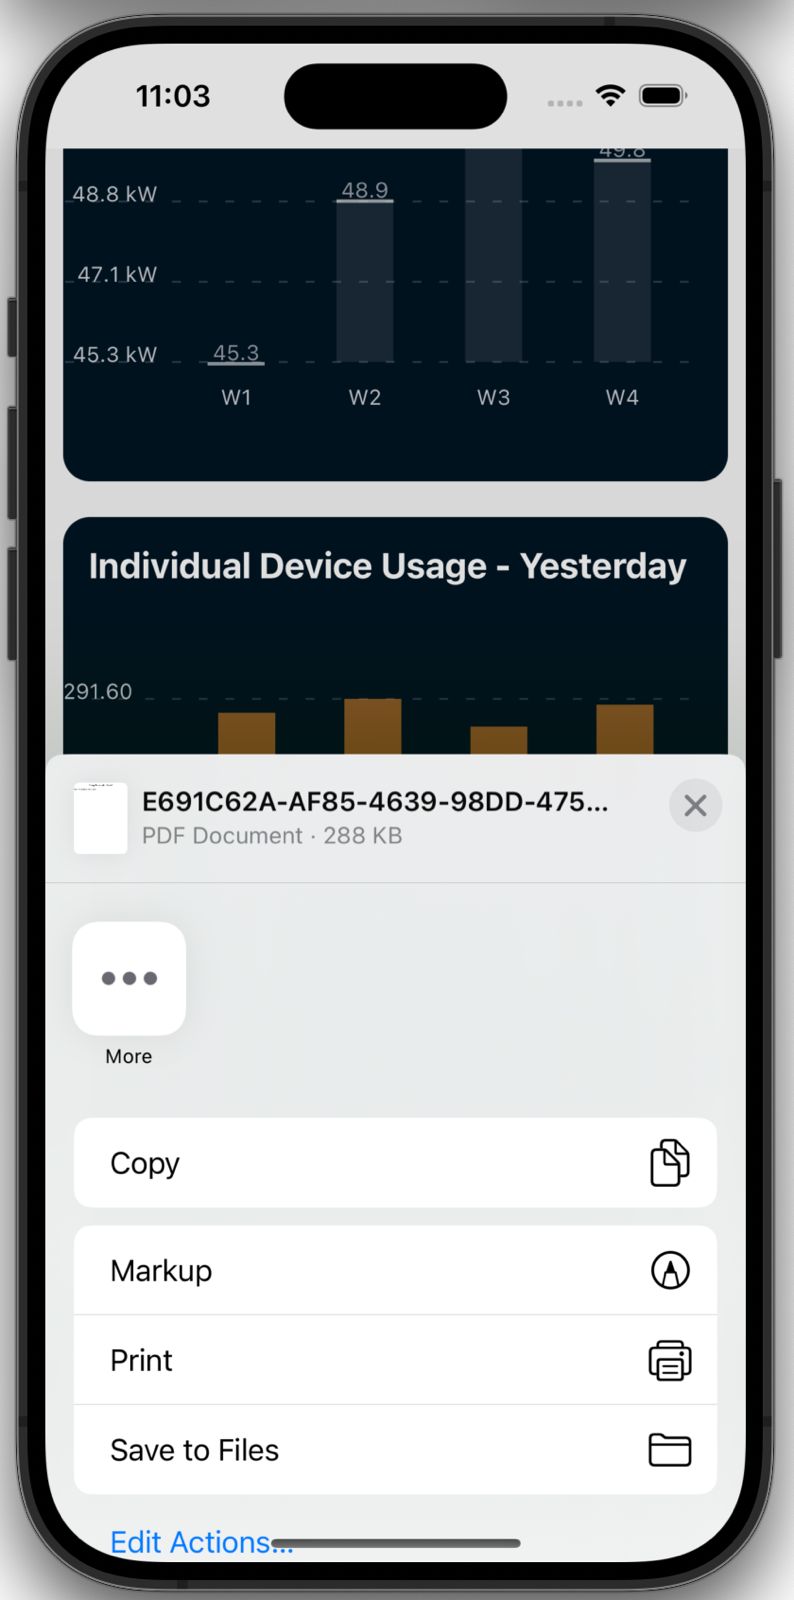 11:03
49.8
48.8 kW
48.9
47.1 kW
45.3 kW
45.3
W1 W2 W3 W4
Individual Device Usage - Yesterday
291.60
E691C62A-AF85-4639-98DD-475...
PDF Document · 288 KB
More
Copy
Markup
Print
Save to Files
Edit Actions...